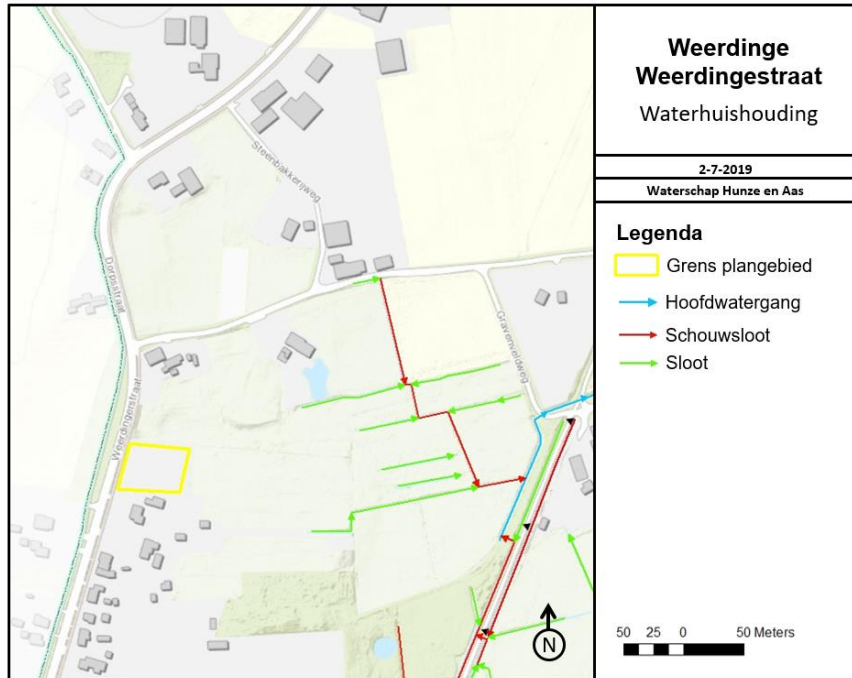 Weerdinge
Weerdingestraat
Waterhuishouding
2-7-2019
Waterschap Hunze en Aas
Legenda
Grens plangebied
Hoofdwatergang
Schouwsloot
Sloot
50 25 0 50 Meters
N
Steenbakkerijweg
Dorpsstraat
Gravenveldweg
Weerdingerstraat